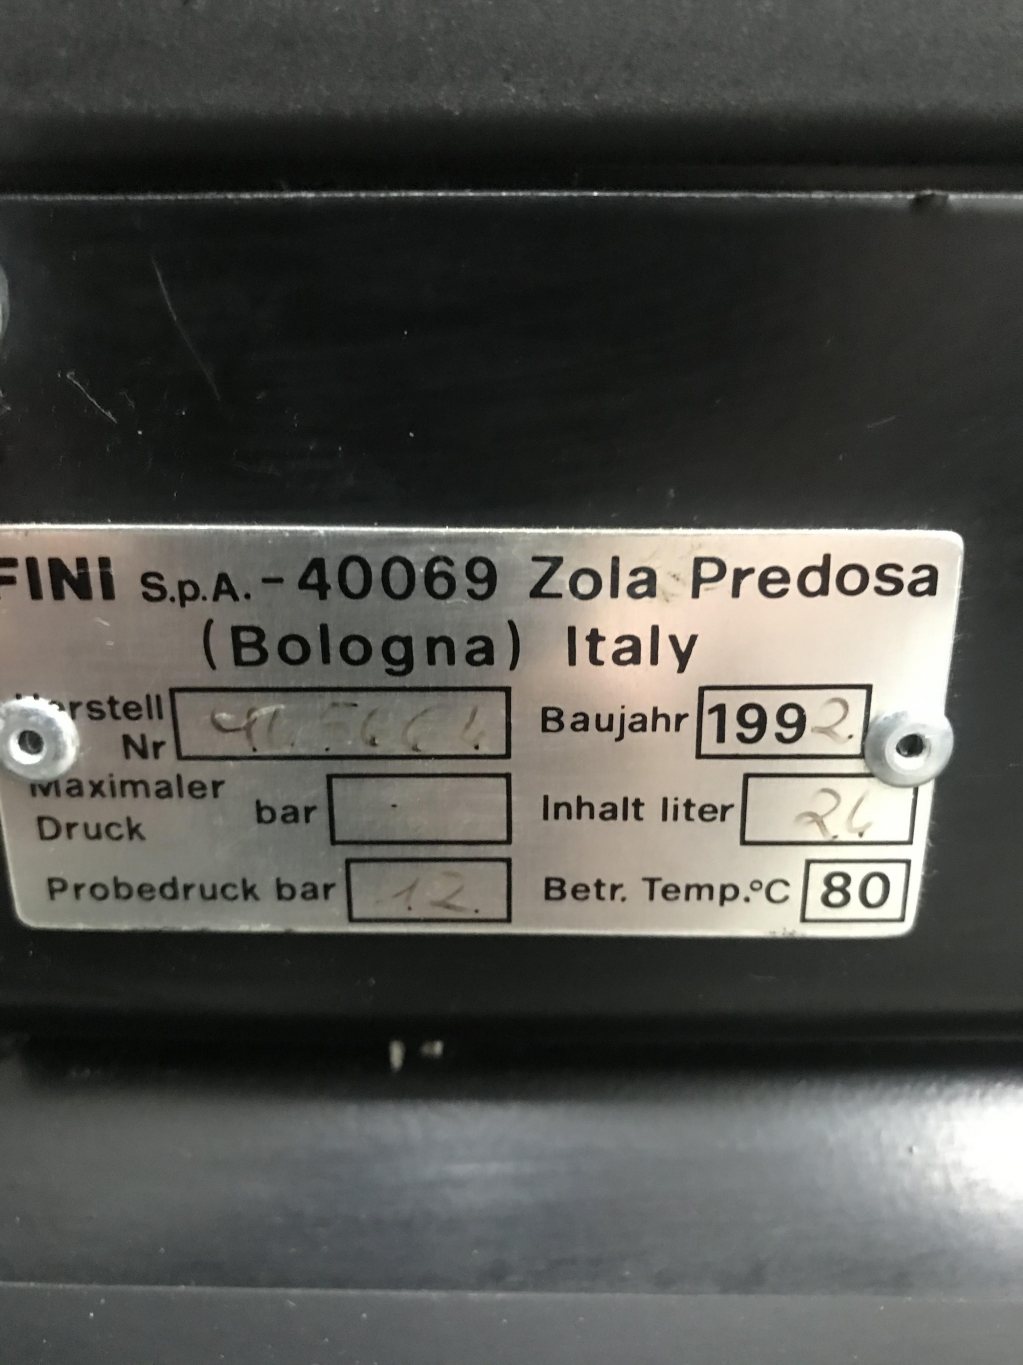 FINI S.p.A. - 40069 Zola Predosa
(Bologna) Italy
Herstell Nr
Baujahr 1992.
Maximaler Druck bar
Inhalt liter 24
Probedruck bar 12.
Betr. Temp.°C 80